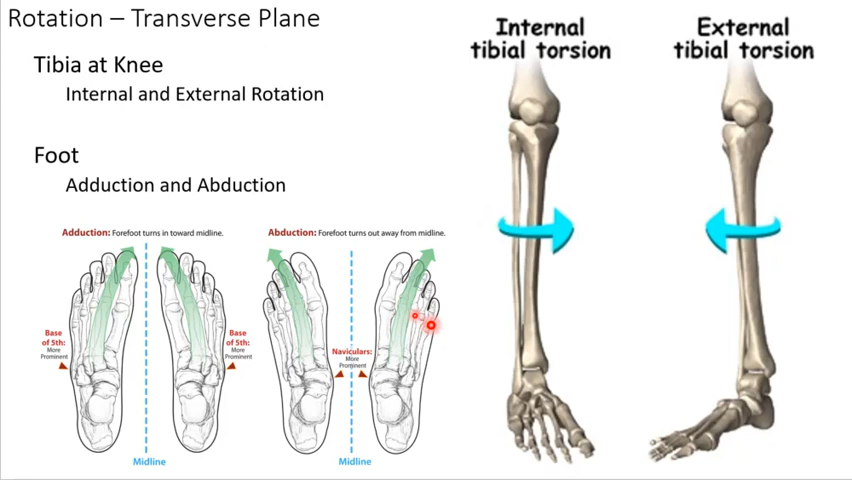 Rotation – Transverse Plane
Tibia at Knee
Internal and External Rotation
Foot
Adduction and Abduction
Internal
tibial torsion
External
tibial torsion
Adduction: Forefoot turns in toward midline.
Abduction: Forefoot turns out away from midline.
Base
of 5th:
More
Prominent
Base
of 5th:
More
Prominent
Naviculars:
More
Prominent
Midline
Midline